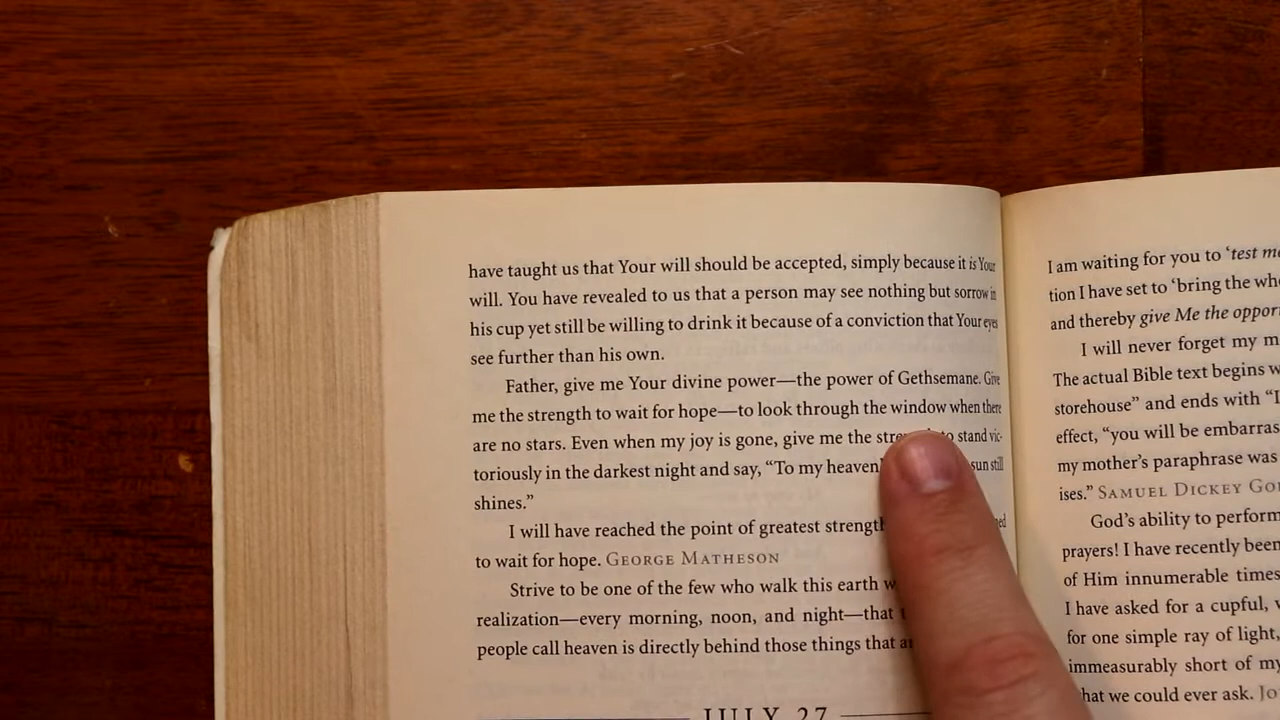 have taught us that Your will should be accepted, simply because it is Your
will. You have revealed to us that a person may see nothing but sorrow in
his cup yet still be willing to drink it because of a conviction that Your eyes
see further than his own.
Father, give me Your divine power—the power of Gethsemane. Give
me the strength to wait for hope—to look through the window when there
are no stars. Even when my joy is gone, give me the to stand vic-
toriously in the darkest night and say, “To my sun still
shines.”
I will have reached the point of greatest
to wait for hope. GEORGE MATHESON
Strive to be one of the few who walk this earth
realization—every morning, noon, and night—that
people call heaven is directly behind those things that
JULY 27
I am waiting for you to ‘test
tion I have set to ‘bring the
and thereby give Me the
I will never forget my
The actual Bible text begins
storehouse” and ends with
effect, “you will be
my mother’s paraphrase was
ises.” SAMUEL DICKEY
God’s ability to perform
prayers! I have recently been
of Him innumerable times
I have asked for a cupful,
for one simple ray of light,
immeasurably short of my
that we could ever ask.